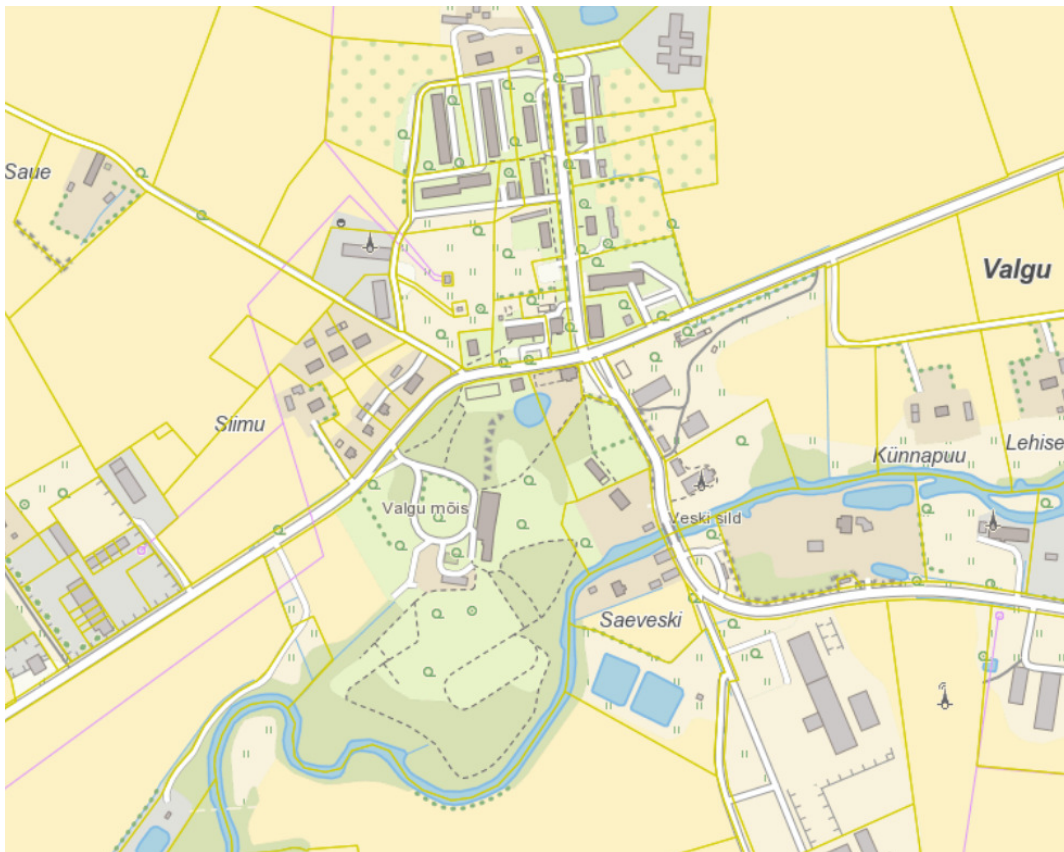 Saue
Valgu
Siimu
Künnapuu
Lehise
Valgu mõis
Veski sild
Saeveski